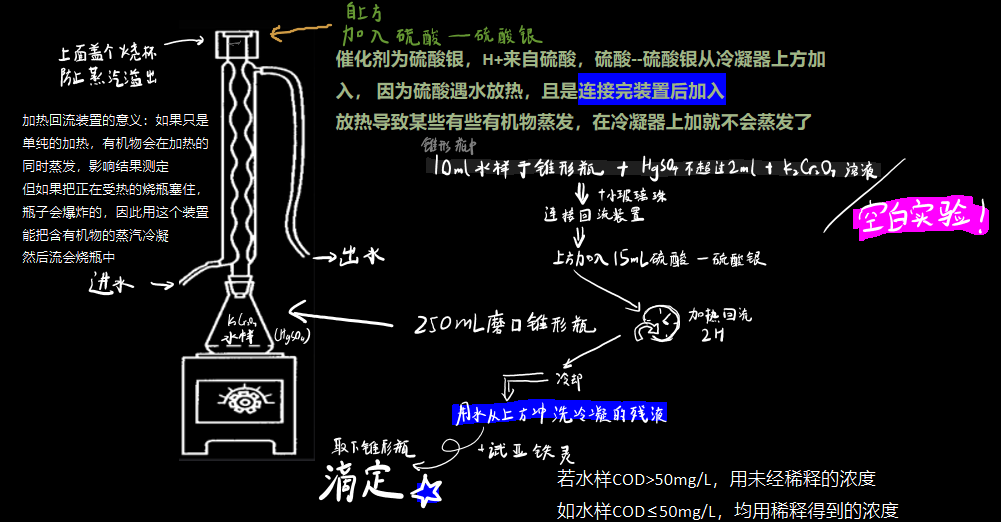 自上方
加入硫酸—硫酸银
上面盖个烧杯
防止蒸汽溢出
催化剂为硫酸银，H+来自硫酸，硫酸--硫酸银从冷凝器上方加
入， 因为硫酸遇水放热，且是连接完装置后加入
放热导致某些有些有机物蒸发，在冷凝器上加就不会蒸发了
加热回流装置的意义：如果只是
单纯的加热，有机物会在加热的
同时蒸发，影响结果测定
但如果把正在受热的烧瓶塞住，
瓶子会爆炸的，因此用这个装置
能把含有机物的蒸汽冷凝
然后流会烧瓶中
锥形瓶中
10ml水样于锥形瓶 + HgSO4不超过2ml + K2Cr2O7溶液
+小玻璃珠
连接回流装置
空白实验！
上方加入15mL硫酸—硫酸银
进水
出水
K2Cr2O7
水样
(HgSO4)
250mL磨口锥形瓶
加热回流
2H
冷却
用水从上方冲洗冷凝的残液
取下锥形瓶
+试亚铁灵
滴定
若水样COD>50mg/L，用未经稀释的浓度
如水样COD≤50mg/L，均用稀释得到的浓度